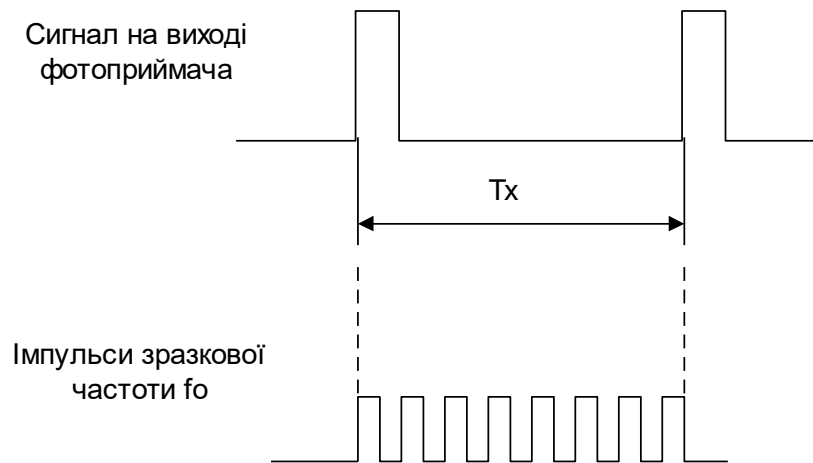 Сигнал на виході
фотоприймача
Tx
Імпульси зразкової
частоти fo